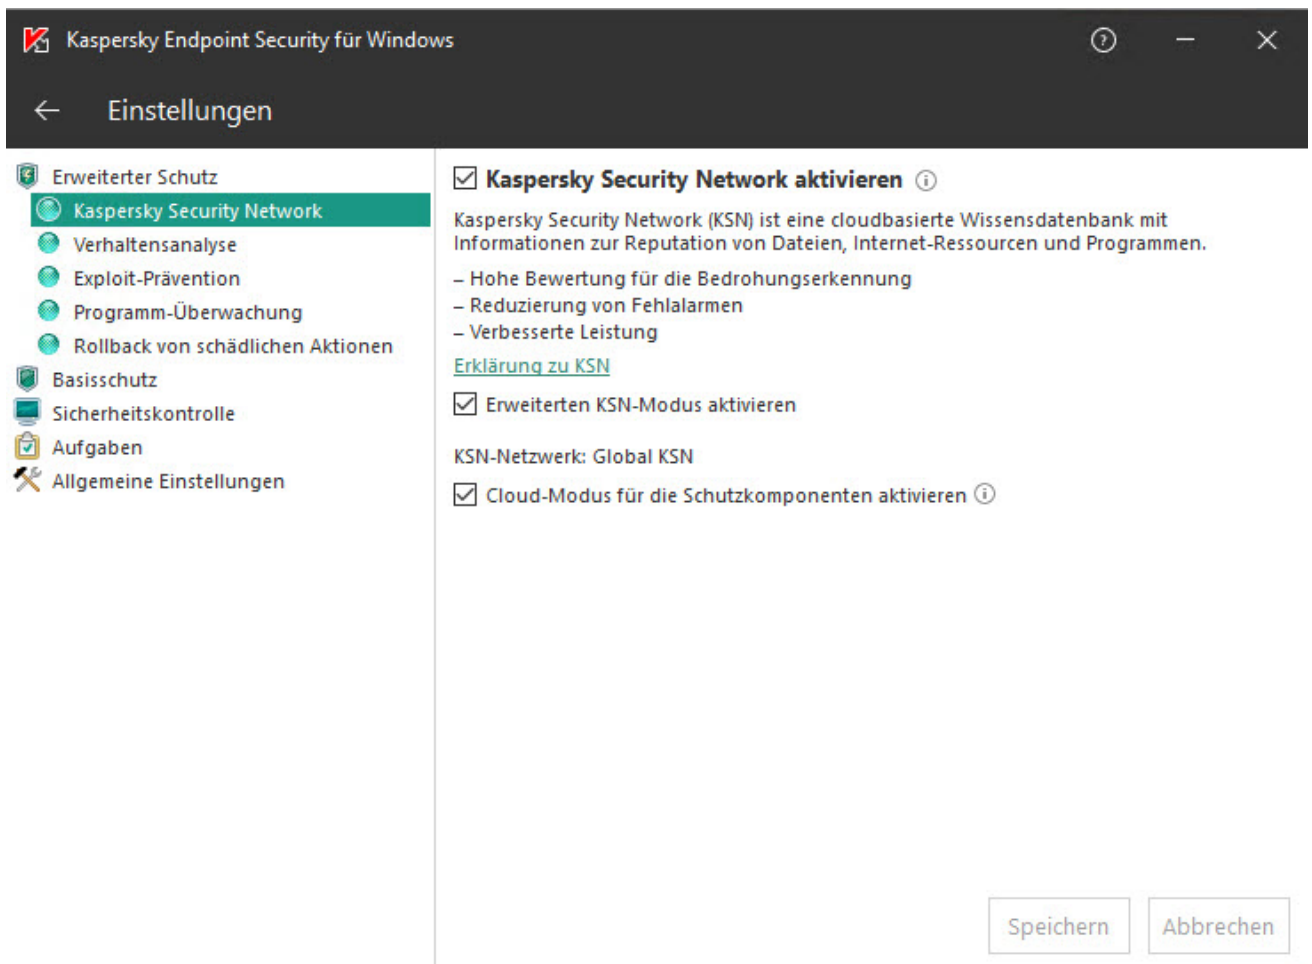 Kaspersky Endpoint Security für Windows
Einstellungen
Erweiterter Schutz
Kaspersky Security Network
Verhaltensanalyse
Exploit-Prävention
Programm-Überwachung
Rollback von schädlichen Aktionen
Basisschutz
Sicherheitskontrolle
Aufgaben
Allgemeine Einstellungen
Kaspersky Security Network aktivieren
Kaspersky Security Network (KSN) ist eine cloudbasierte Wissensdatenbank mit
Informationen zur Reputation von Dateien, Internet-Ressourcen und Programmen.
– Hohe Bewertung für die Bedrohungserkennung
– Reduzierung von Fehlalarmen
– Verbesserte Leistung
Erklärung zu KSN
Erweiterten KSN-Modus aktivieren
KSN-Netzwerk: Global KSN
Cloud-Modus für die Schutzkomponenten aktivieren
Speichern
Abbrechen